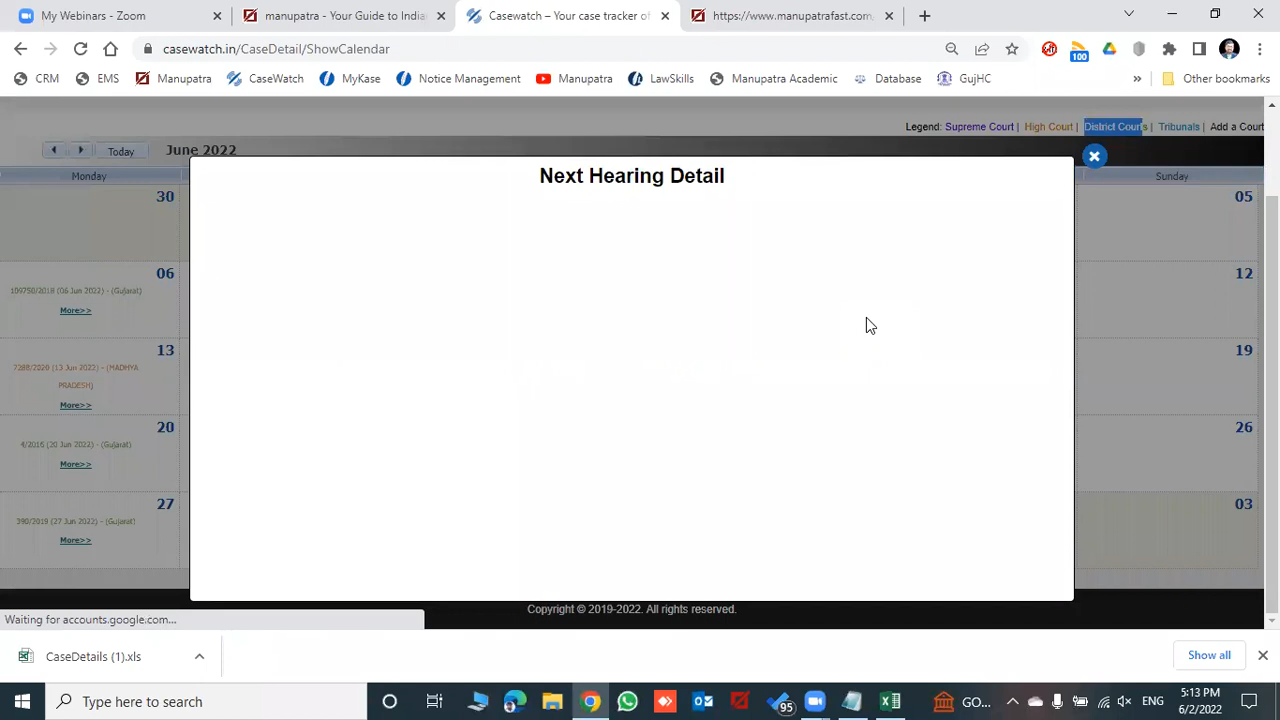 My Webinars - Zoom
manupatra - Your Guide to India
Casewatch – Your case tracker of
https://www.manupatrafast.com,
casewatch.in/CaseDetail/ShowCalendar
100
CRM
EMS
Manupatra
CaseWatch
MyKase
Notice Management
Manupatra
LawSkills
Manupatra Academic
Database
GujHC
»
Other bookmarks
Legend: Supreme Court | High Court | District Courts | Tribunals | Add a Court
Today
June 2022
Monday
Sunday
Next Hearing Detail
30
05
06
12
109750/2018 (06 Jun 2022) - (Gujarat)
More>>
13
19
7288/2020 (13 Jun 2022) - (MADHYA
PRADESH)
More>>
20
26
4/2016 (20 Jun 2022) - (Gujarat)
More>>
27
03
390/2019 (27 Jun 2022) - (Gujarat)
More>>
Copyright © 2019-2022. All rights reserved.
Waiting for accounts.google.com...
CaseDetails (1).xls
Show all
Type here to search
95
GO...
ENG
5:13 PM
6/2/2022